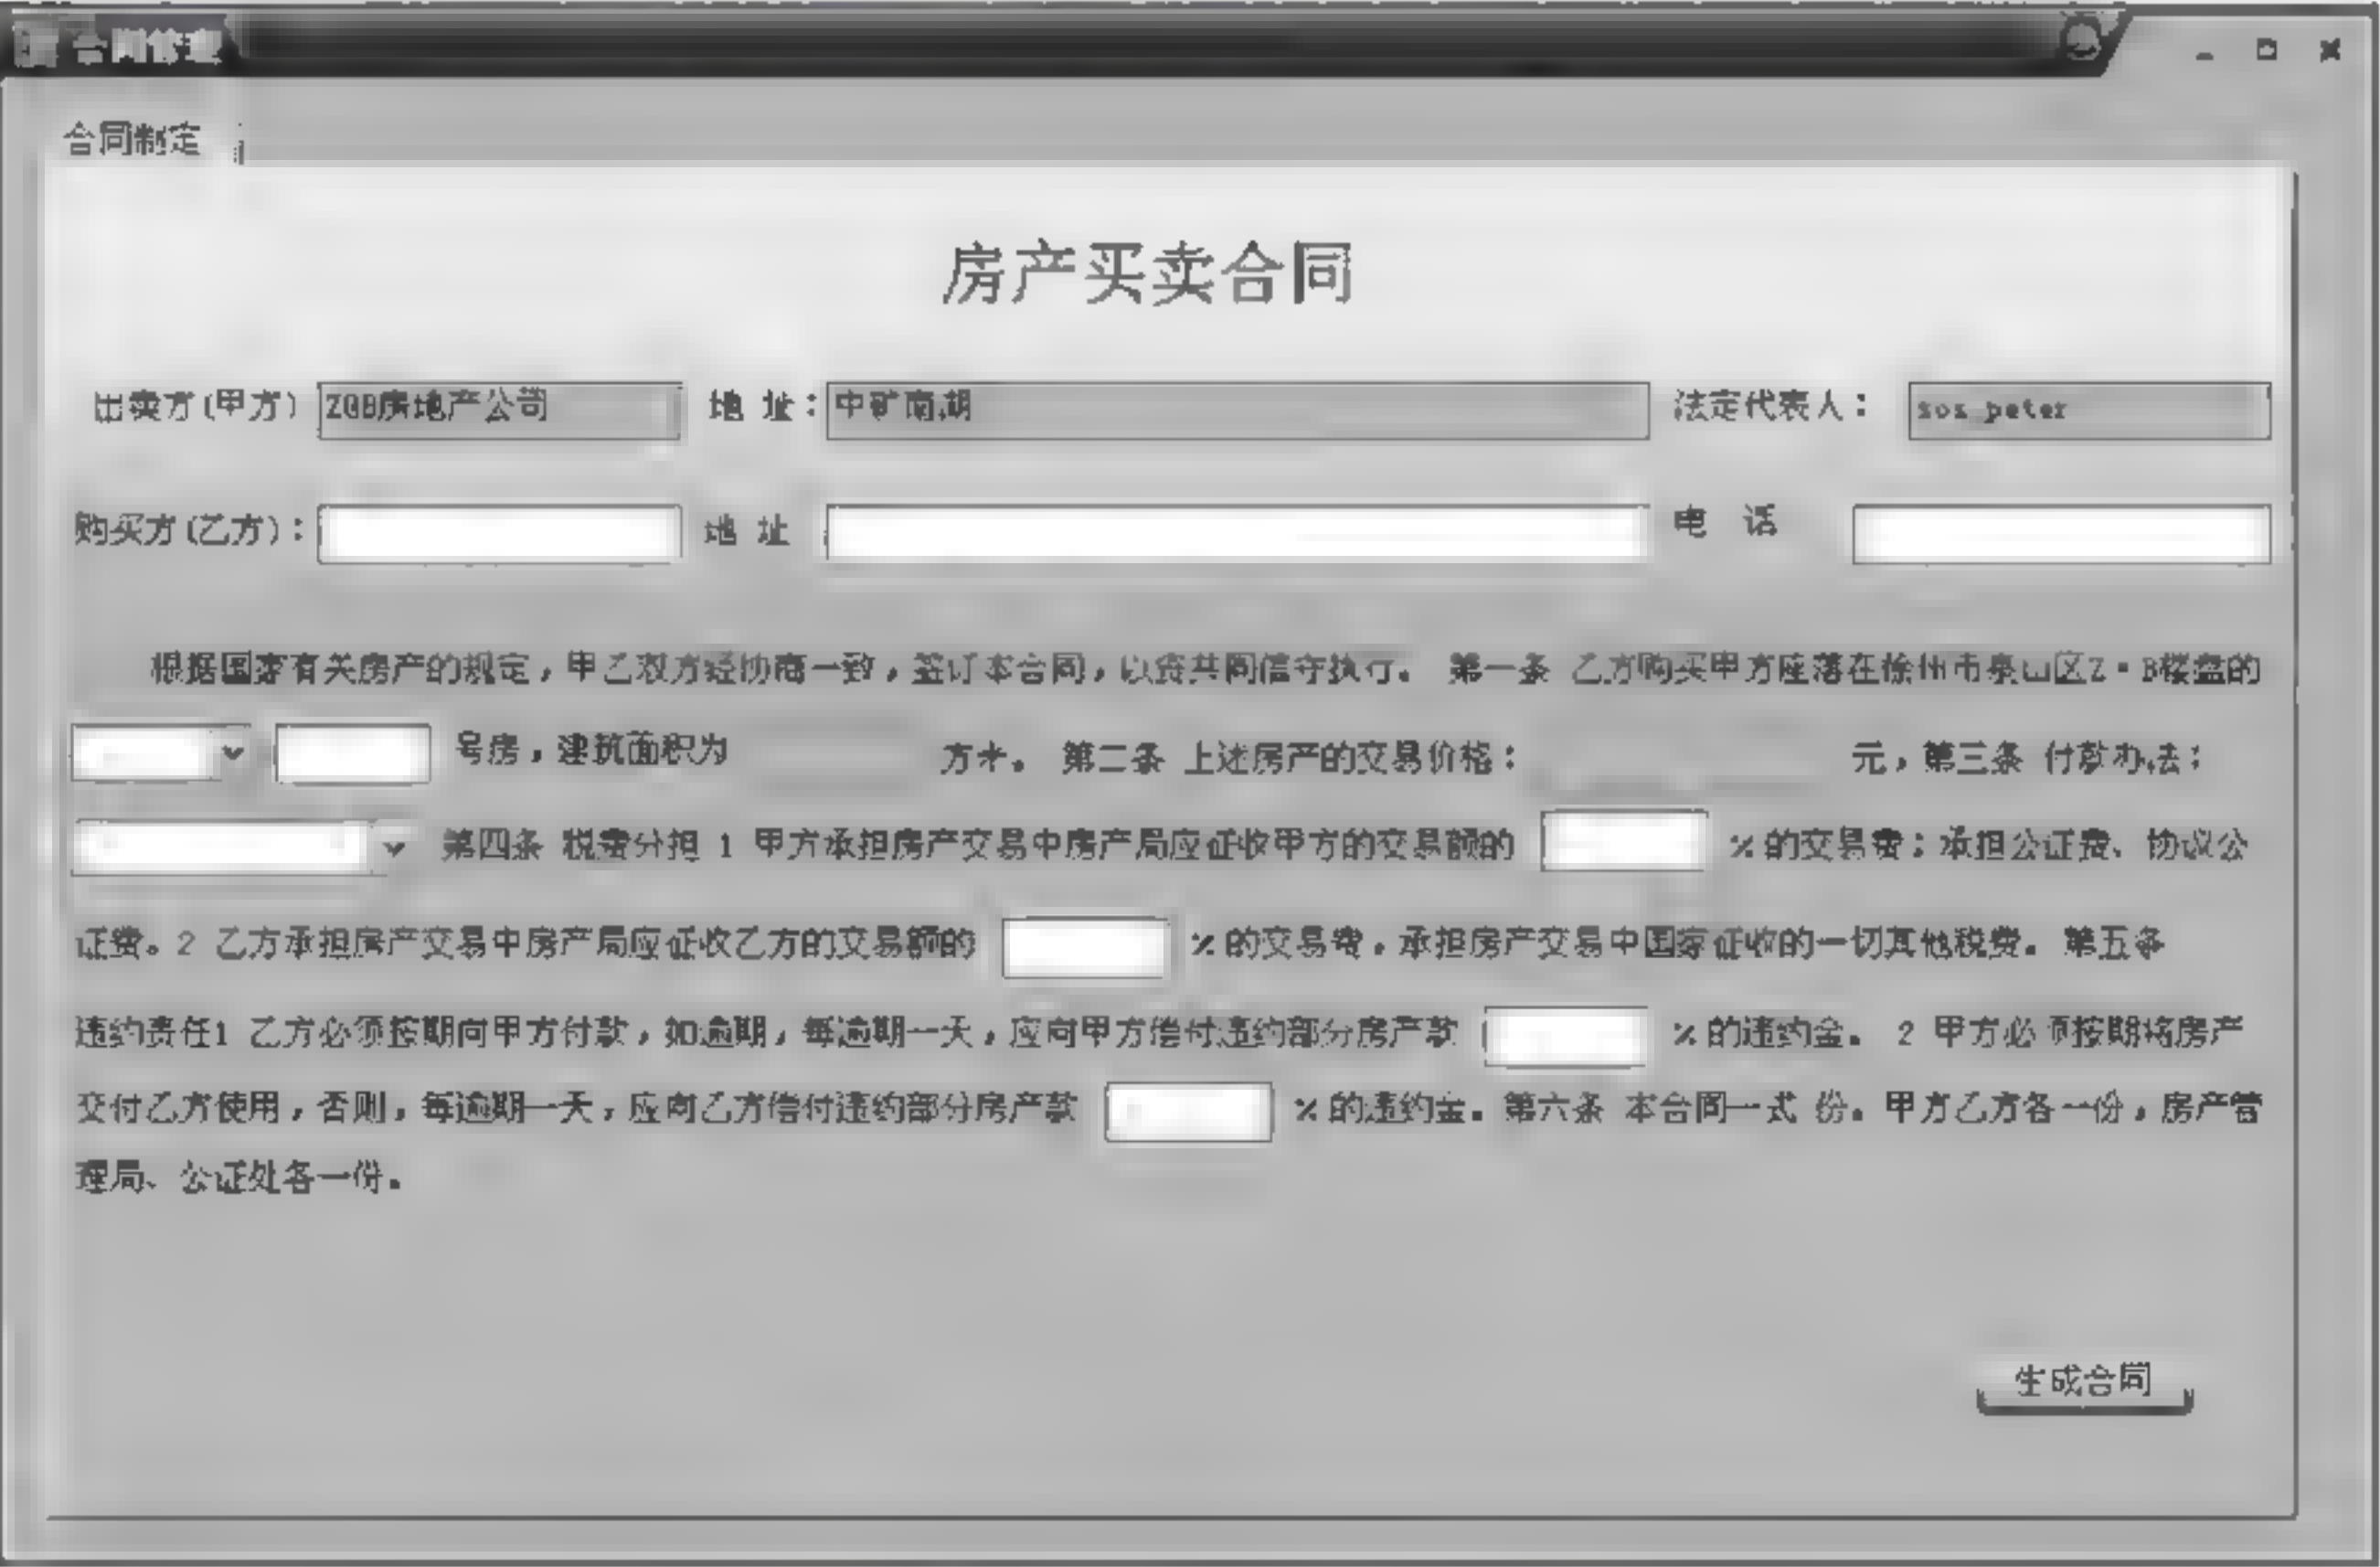 合同管理
合同制定
房产买卖合同
出卖方(甲方) ZGB房地产公司 地 址： 中矿南湖 法定代表人： sos_peter
购买方(乙方)： 地 址 电 话
根据国家有关房产的规定，甲乙双方经协商一致，签订本合同，以资共同信守执行。 第一条 乙方购买甲方座落在徐州市泉山区Z·B楼盘的
号房，建筑面积为 方米。 第二条 上述房产的交易价格： 元，第三条 付款办法：
第四条 税费分担 1 甲方承担房产交易中房产局应征收甲方的交易额的 %的交易费；承担公证费、协议公
证费。2 乙方承担房产交易中房产局应征收乙方的交易额的 %的交易费，承担房产交易中国家征收的一切其他税费。 第五条
违约责任1 乙方必须按期向甲方付款，如逾期，每逾期一天，应向甲方偿付违约部分房产款 %的违约金。 2 甲方必须按期将房产
交付乙方使用，否则，每逾期一天，应向乙方偿付违约部分房产款 %的违约金。第六条 本合同一式 份。甲方乙方各一份，房产管
理局、公证处各一份。
生成合同